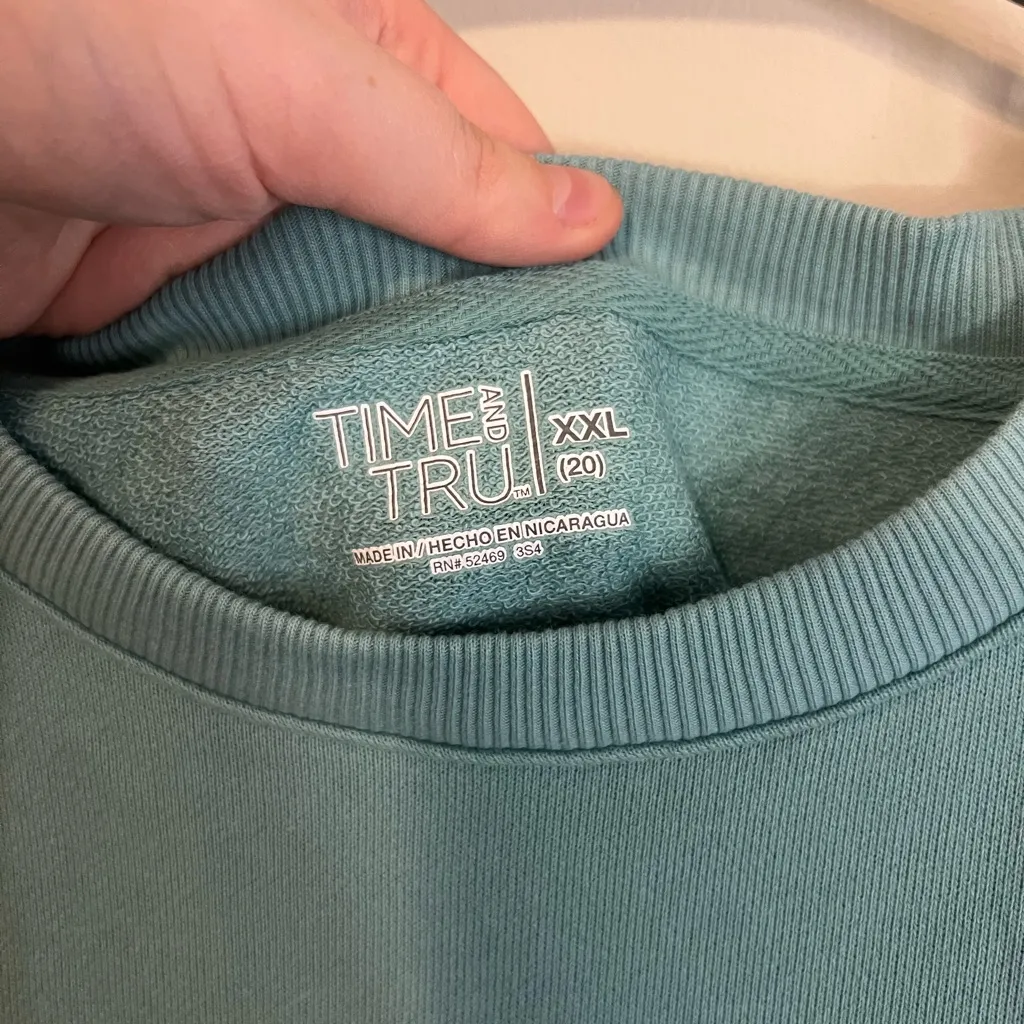 TIME AND
TRU™
XXL
(20)
MADE IN / HECHO EN NICARAGUA
RN# 52469 3S4